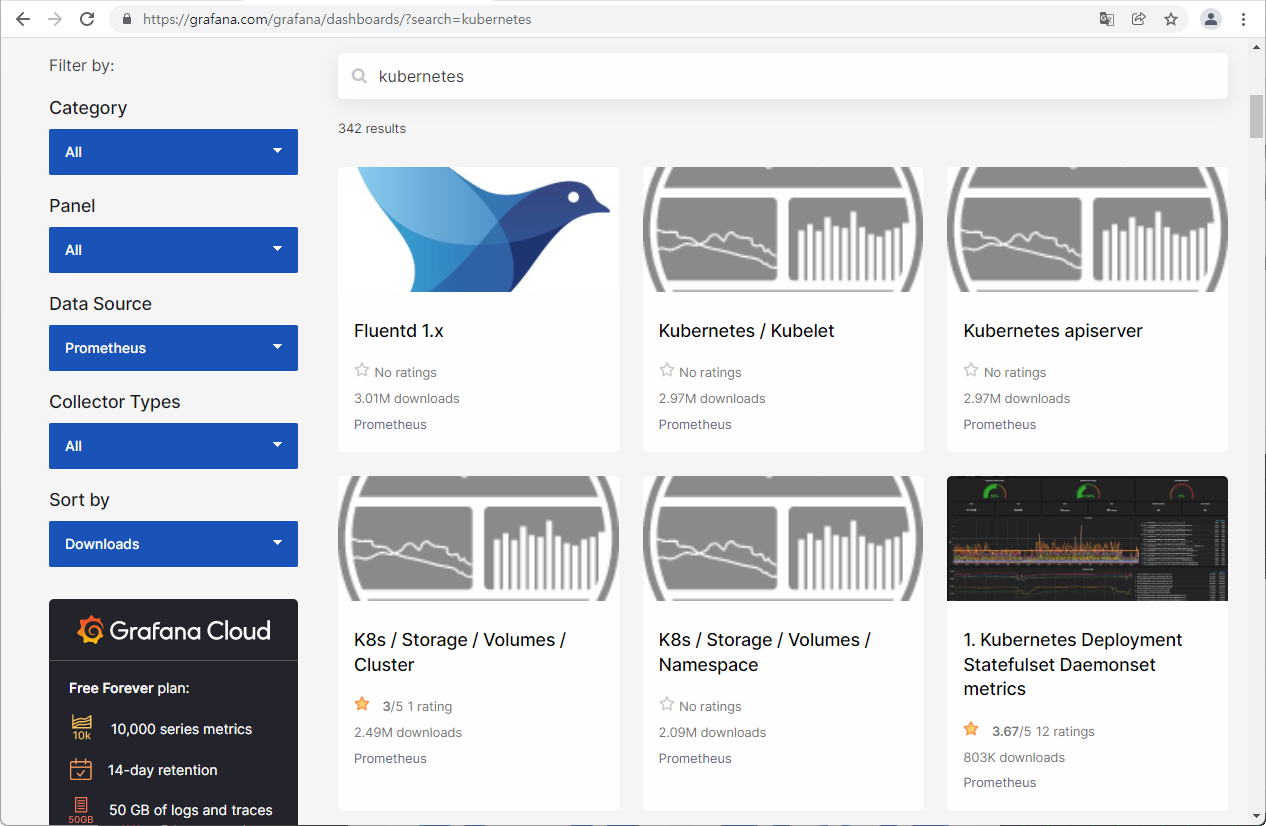 https://grafana.com/grafana/dashboards/?search=kubernetes
Filter by:
Category
All
Panel
All
Data Source
Prometheus
Collector Types
All
Sort by
Downloads
Grafana Cloud
Free Forever plan:
10k
10,000 series metrics
14-day retention
50GB
50 GB of logs and traces
kubernetes
342 results
Fluentd 1.x
No ratings
3.01M downloads
Prometheus
Kubernetes / Kubelet
No ratings
2.97M downloads
Prometheus
Kubernetes apiserver
No ratings
2.97M downloads
Prometheus
K8s / Storage / Volumes /
Cluster
3/5 1 rating
2.49M downloads
Prometheus
K8s / Storage / Volumes /
Namespace
No ratings
2.09M downloads
Prometheus
1. Kubernetes Deployment
Statefulset Daemonset
metrics
3.67/5 12 ratings
803K downloads
Prometheus